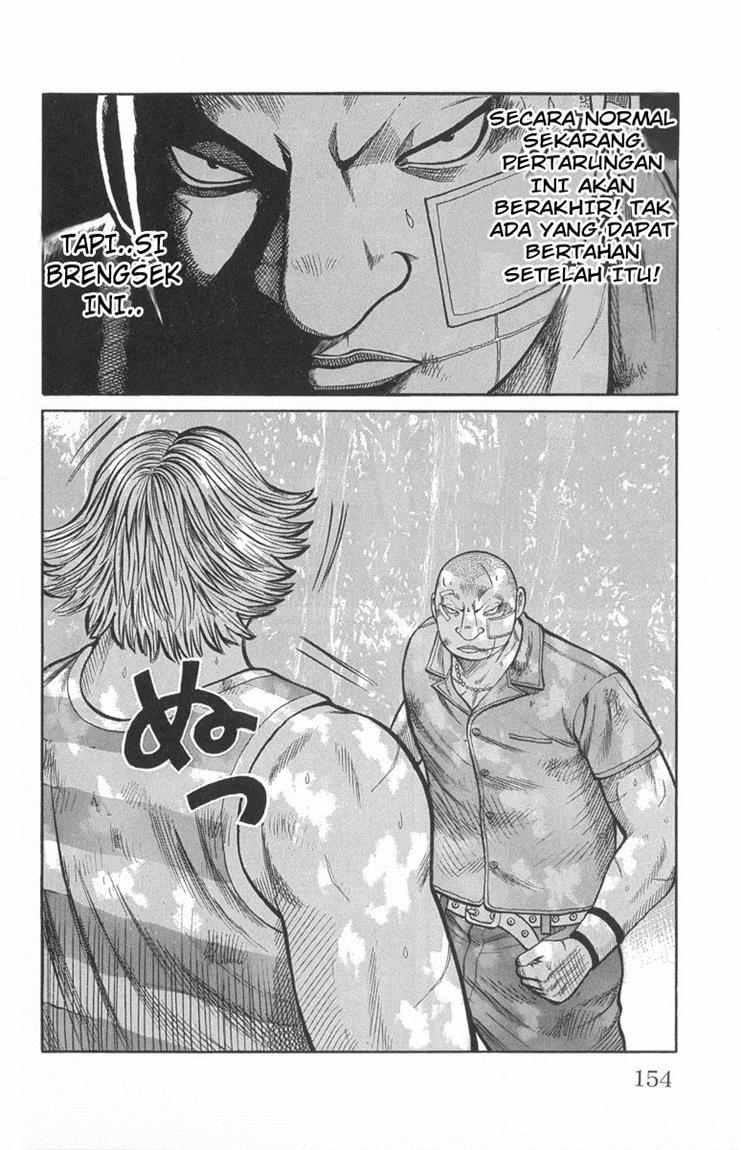 SECARA NORMAL
SEKARANG
PERTARUNGAN
INI AKAN
BERAKHIR! TAK
ADA YANG DAPAT
BERTAHAN
SETELAH ITU!
TAPI..SI
BRENGSEK
INI..
ぬっ
154